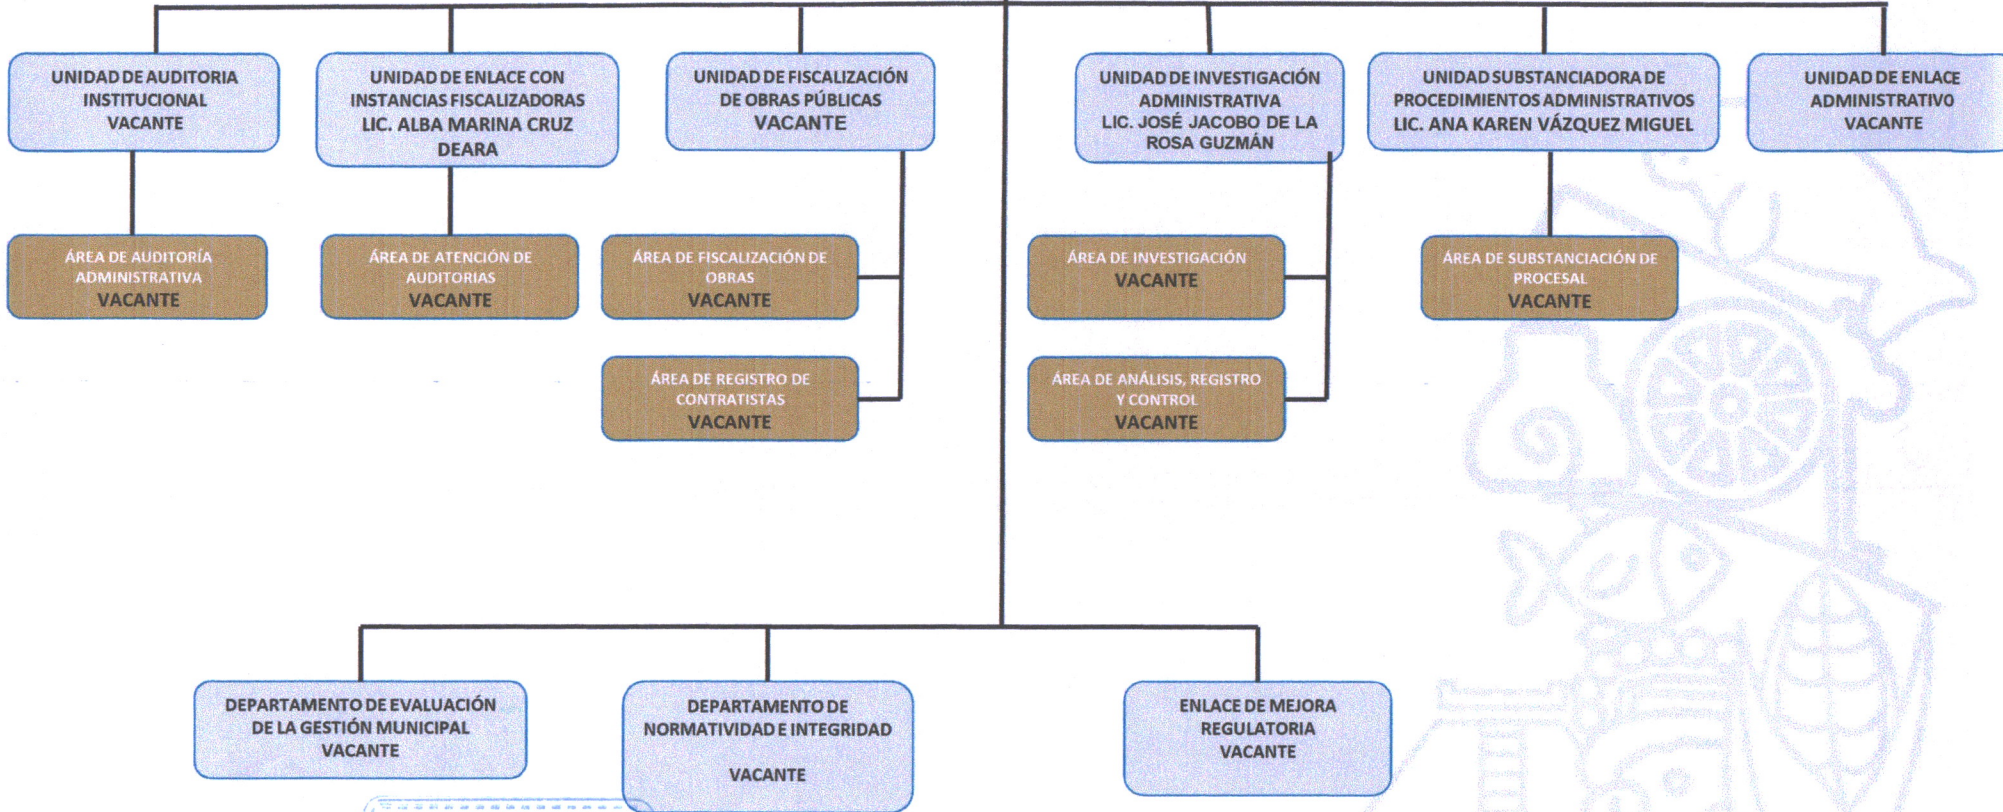 UNIDAD DE AUDITORIA
INSTITUCIONAL
VACANTE
UNIDAD DE ENLACE CON
INSTANCIAS FISCALIZADORAS
LIC. ALBA MARINA CRUZ
DEARA
UNIDAD DE FISCALIZACIÓN
DE OBRAS PÚBLICAS
VACANTE
UNIDAD DE INVESTIGACIÓN
ADMINISTRATIVA
LIC. JOSÉ JACOBO DE LA
ROSA GUZMÁN
UNIDAD SUBSTANCIADORA DE
PROCEDIMIENTOS ADMINISTRATIVOS
LIC. ANA KAREN VÁZQUEZ MIGUEL
UNIDAD DE ENLACE
ADMINISTRATIVO
VACANTE
ÁREA DE AUDITORÍA
ADMINISTRATIVA
VACANTE
ÁREA DE ATENCIÓN DE
AUDITORIAS
VACANTE
ÁREA DE FISCALIZACIÓN DE
OBRAS
VACANTE
ÁREA DE INVESTIGACIÓN
VACANTE
ÁREA DE SUBSTANCIACIÓN DE
PROCESAL
VACANTE
ÁREA DE REGISTRO DE
CONTRATISTAS
VACANTE
ÁREA DE ANÁLISIS, REGISTRO
Y CONTROL
VACANTE
DEPARTAMENTO DE EVALUACIÓN
DE LA GESTIÓN MUNICIPAL
VACANTE
DEPARTAMENTO DE
NORMATIVIDAD E INTEGRIDAD
VACANTE
ENLACE DE MEJORA
REGULATORIA
VACANTE